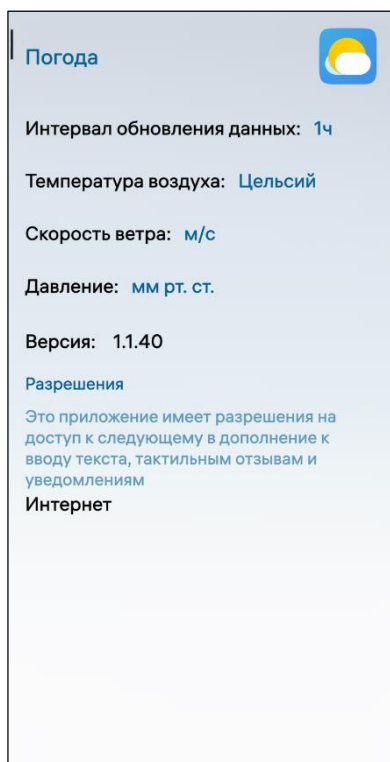 Погода
Интервал обновления данных: 1ч
Температура воздуха: Цельсий
Скорость ветра: м/с
Давление: мм рт. ст.
Версия: 1.1.40
Разрешения
Это приложение имеет разрешения на
доступ к следующему в дополнение к
вводу текста, тактильным отзывам и
уведомлениям
Интернет